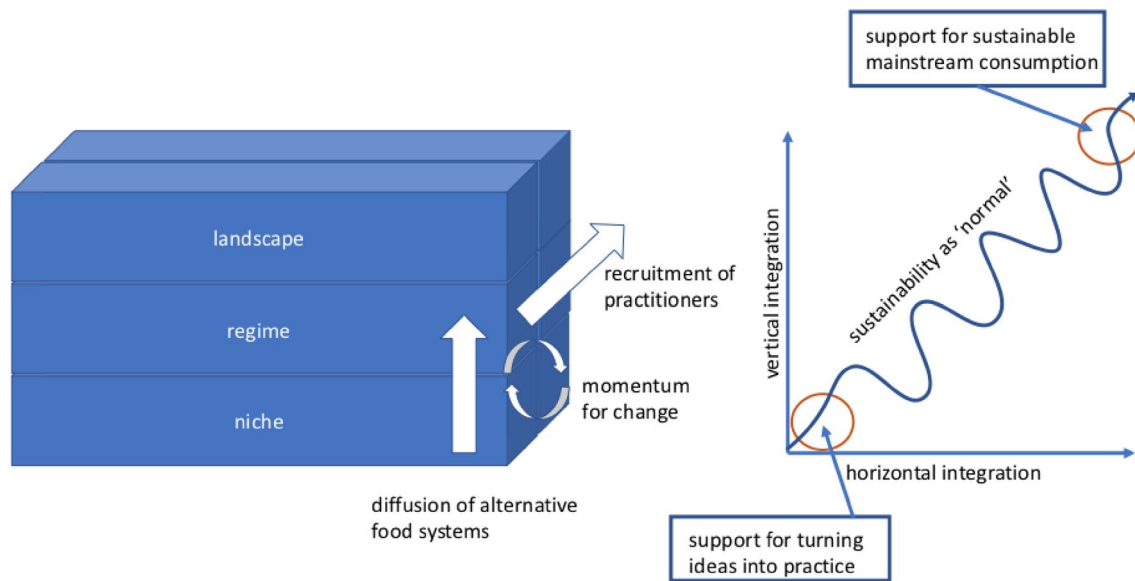 landscape
regime
niche
recruitment of
practitioners
momentum
for change
diffusion of alternative
food systems
support for sustainable
mainstream consumption
vertical integration
sustainability as ‘normal’
horizontal integration
support for turning
ideas into practice